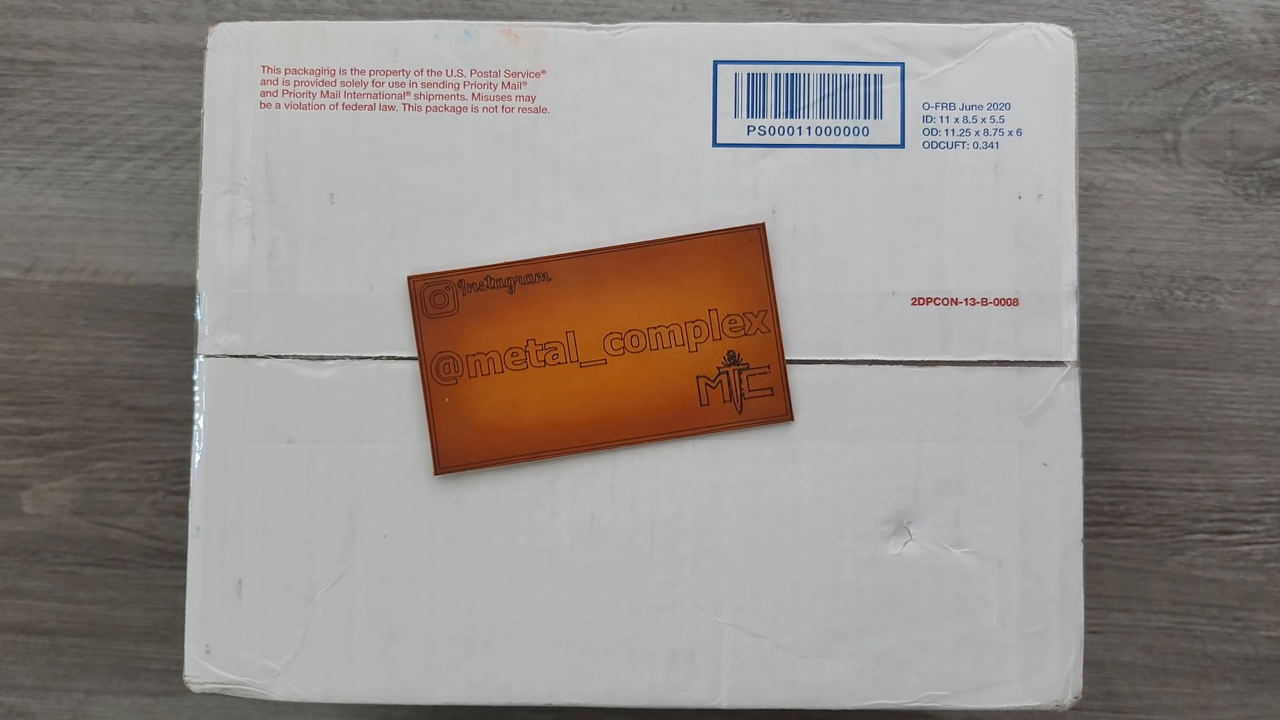 This packaging is the property of the U.S. Postal Service®
and is provided solely for use in sending Priority Mail®
and Priority Mail International® shipments. Misuses may
be a violation of federal law. This package is not for resale.
PS00011000000
O-FRB June 2020
ID: 11 x 8.5 x 5.5
OD: 11.25 x 8.75 x 6
ODCUFT: 0.341
2DPCON-13-B-0008
Instagram
@metal_complex
MTC